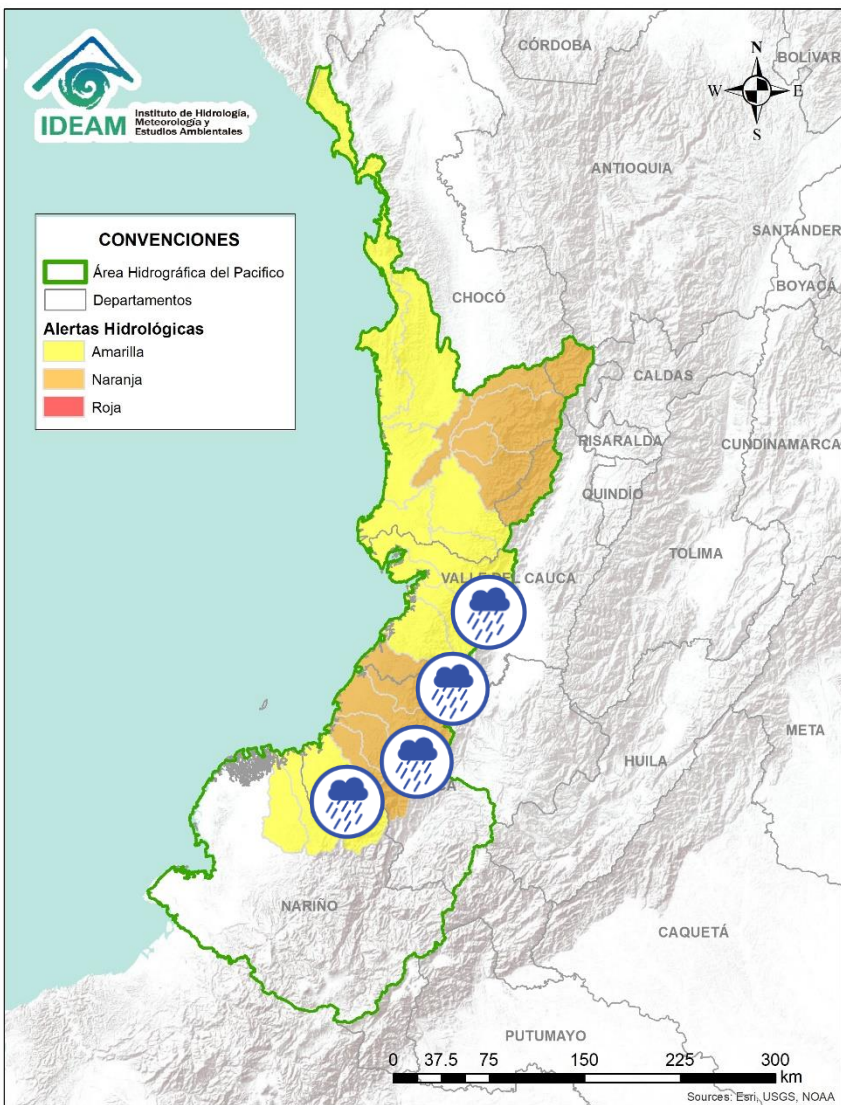 IDEAM
Instituto de Hidrología,
Meteorología y
Estudios Ambientales
CÓRDOBA
BOLÍVAR
N
W
E
S
ANTIOQUIA
SANTANDER
BOYACÁ
CONVENCIONES
Área Hidrográfica del Pacifico
Departamentos
Alertas Hidrológicas
Amarilla
Naranja
Roja
CHOCÓ
CALDAS
RISARALDA
CUNDINAMARCA
QUINDÍO
TOLIMA
VALLE DEL CAUCA
META
HUILA
NARIÑO
CAQUETÁ
PUTUMAYO
0 37.5 75 150 225 300
km
Sources: Esri, USGS, NOAA